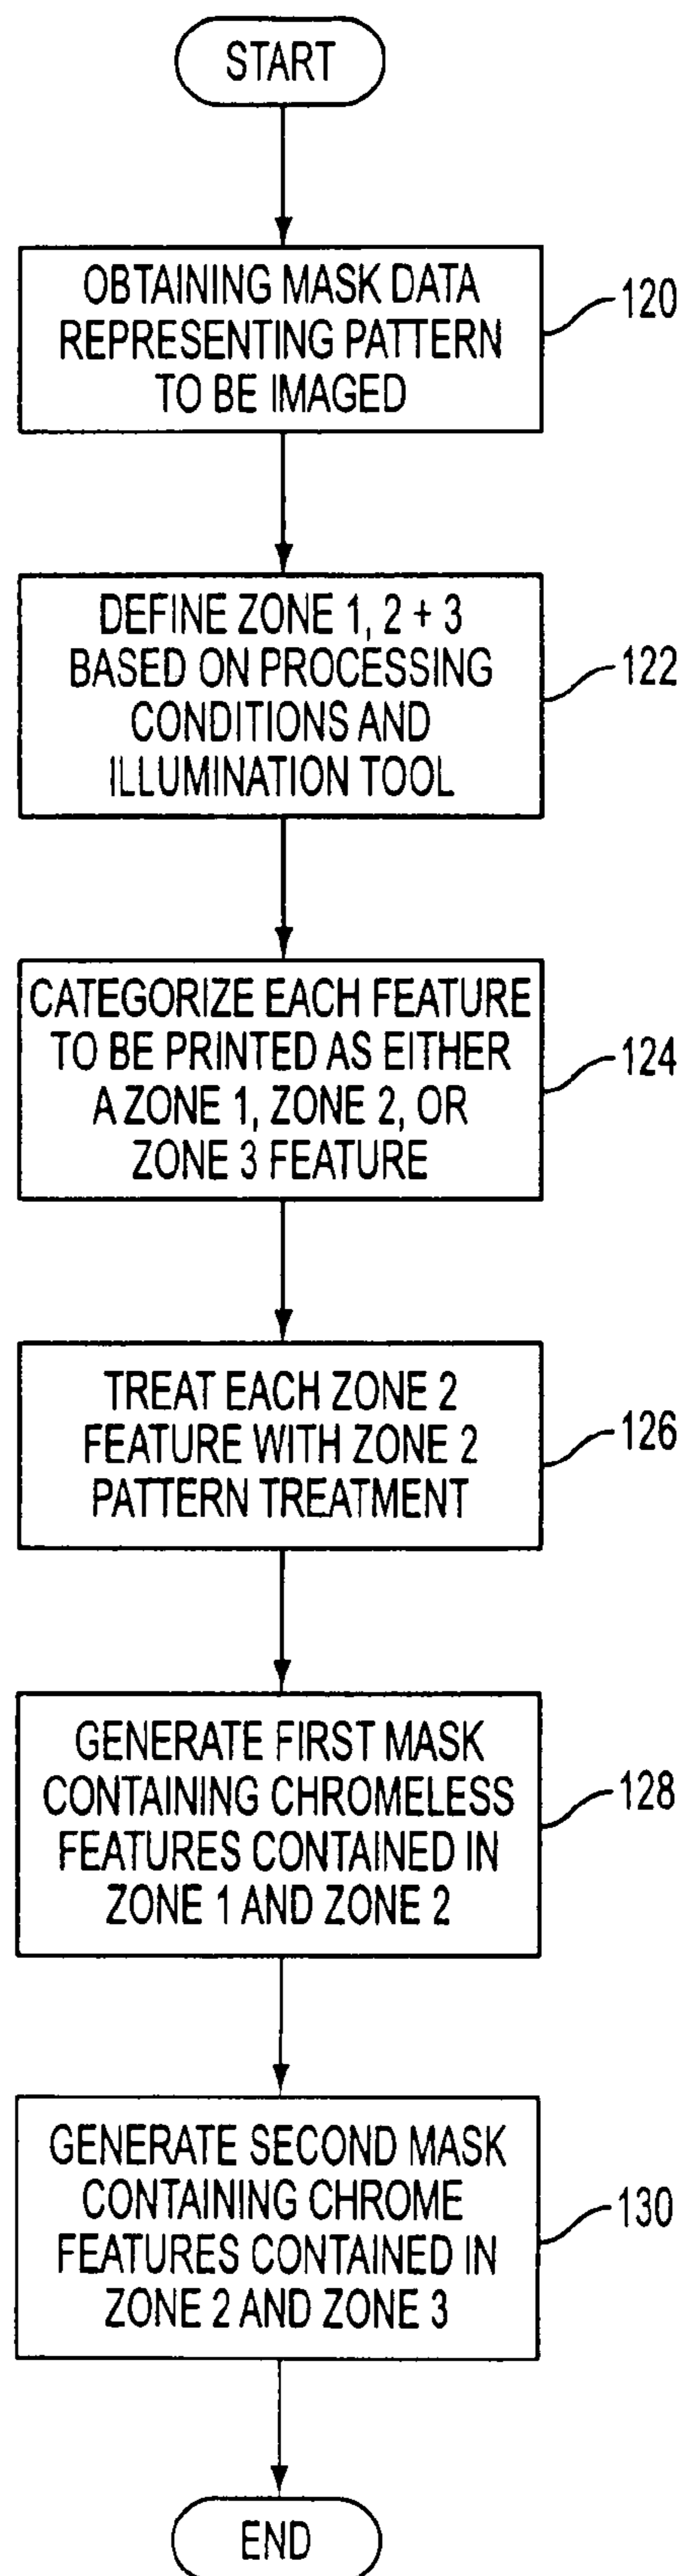 START
OBTAINING MASK DATA
REPRESENTING PATTERN
TO BE IMAGED
120
DEFINE ZONE 1, 2 + 3
BASED ON PROCESSING
CONDITIONS AND
ILLUMINATION TOOL
122
CATEGORIZE EACH FEATURE
TO BE PRINTED AS EITHER
A ZONE 1, ZONE 2, OR
ZONE 3 FEATURE
124
TREAT EACH ZONE 2
FEATURE WITH ZONE 2
PATTERN TREATMENT
126
GENERATE FIRST MASK
CONTAINING CHROMELESS
FEATURES CONTAINED IN
ZONE 1 AND ZONE 2
128
GENERATE SECOND MASK
CONTAINING CHROME
FEATURES CONTAINED IN
ZONE 2 AND ZONE 3
130
END